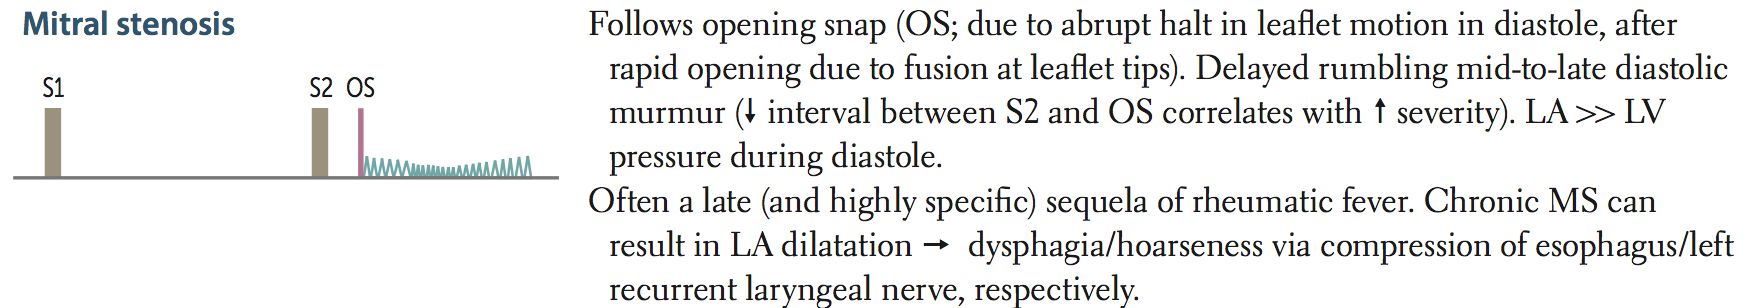 Mitral stenosis
S1 S2 OS
Follows opening snap (OS; due to abrupt halt in leaflet motion in diastole, after
rapid opening due to fusion at leaflet tips). Delayed rumbling mid-to-late diastolic
murmur (↓ interval between S2 and OS correlates with ↑ severity). LA >> LV
pressure during diastole.
Often a late (and highly specific) sequela of rheumatic fever. Chronic MS can
result in LA dilatation → dysphagia/hoarseness via compression of esophagus/left
recurrent laryngeal nerve, respectively.